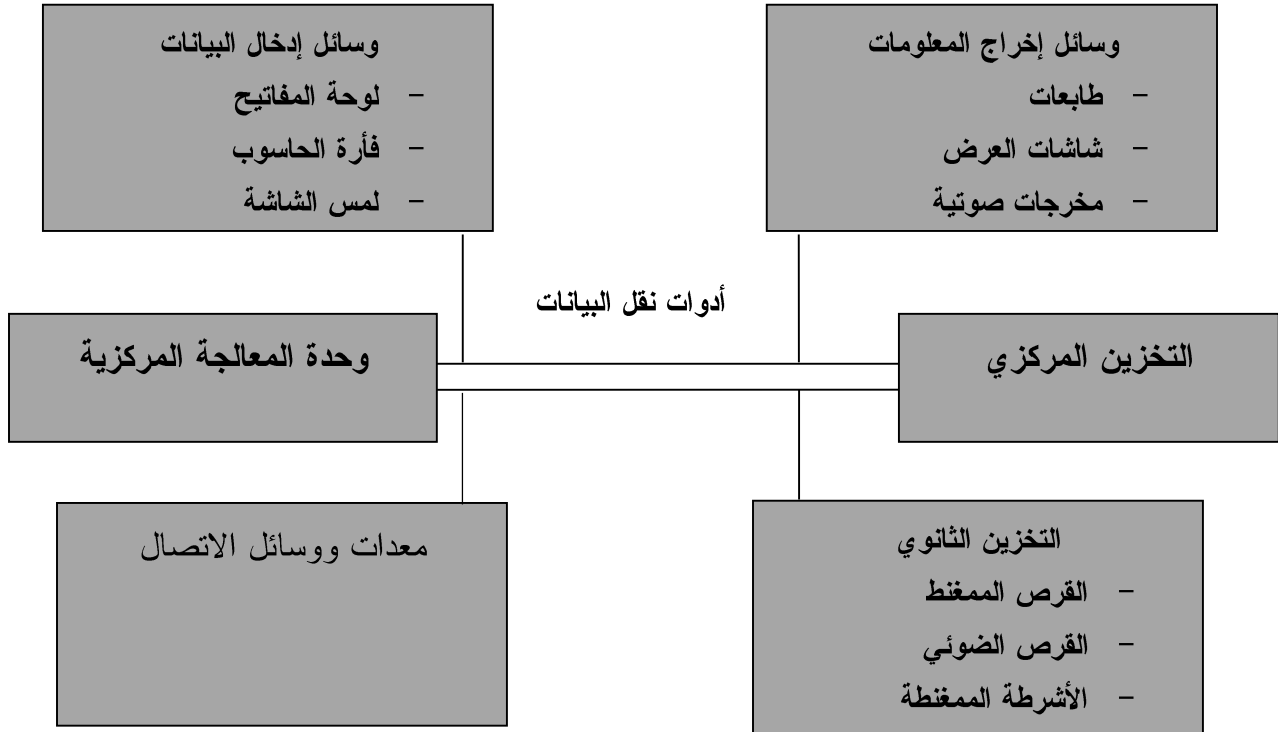 وسائل إخراج المعلومات
- طابعات
- شاشات العرض
- مخرجات صوتية
وسائل إدخال البيانات
- لوحة المفاتيح
- فأرة الحاسوب
- لمس الشاشة
أدوات نقل البيانات
التخزين المركزي
وحدة المعالجة المركزية
التخزين الثانوي
- القرص الممغنط
- القرص الضوئي
- الأشرطة الممغنطة
معدات ووسائل الاتصال